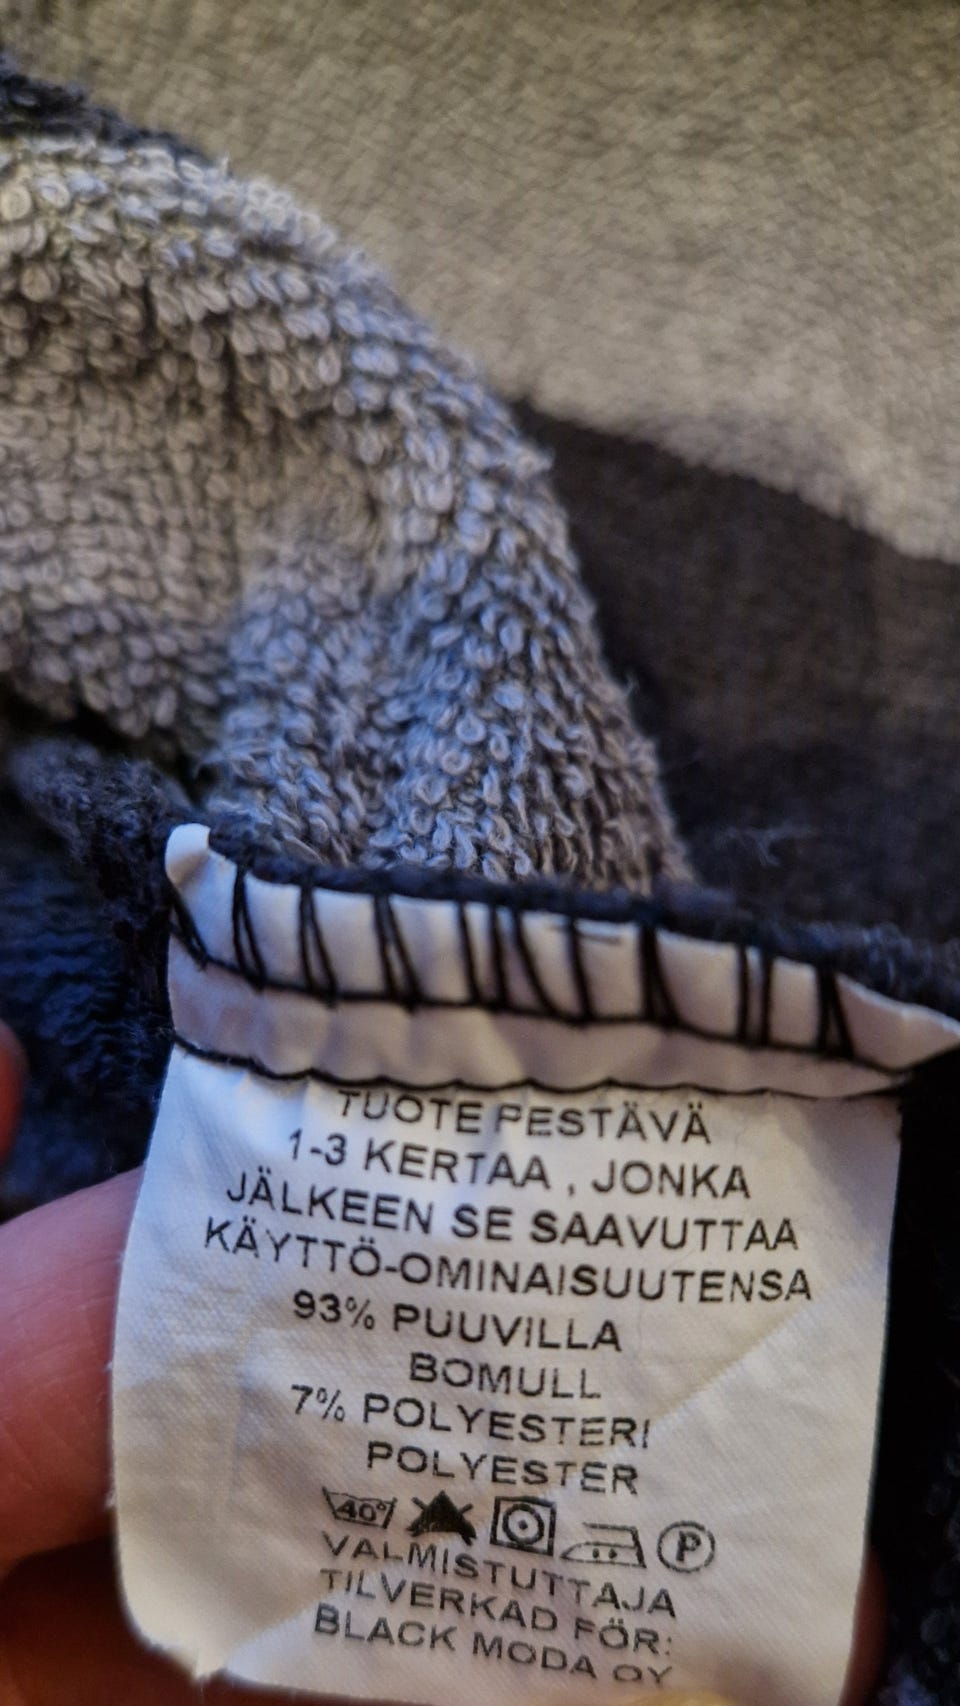 TUOTE PESTÄVÄ
1-3 KERTAA , JONKA
JÄLKEEN SE SAAVUTTAA
KÄYTTÖ-OMINAISUUTENSA
93% PUUVILLA
BOMULL
7% POLYESTERI
POLYESTER
40° P
VALMISTUTTAJA
TILVERKAD FÖR:
BLACK MODA OY